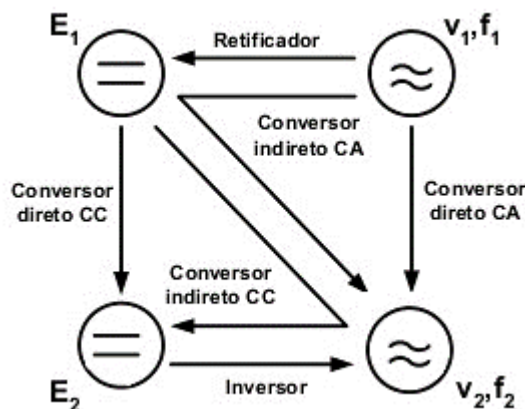 E1
v1,f1
Retificador
Conversor
indireto CA
Conversor
direto CC
Conversor
direto CA
Conversor
indireto CC
Inversor
E2
v2,f2